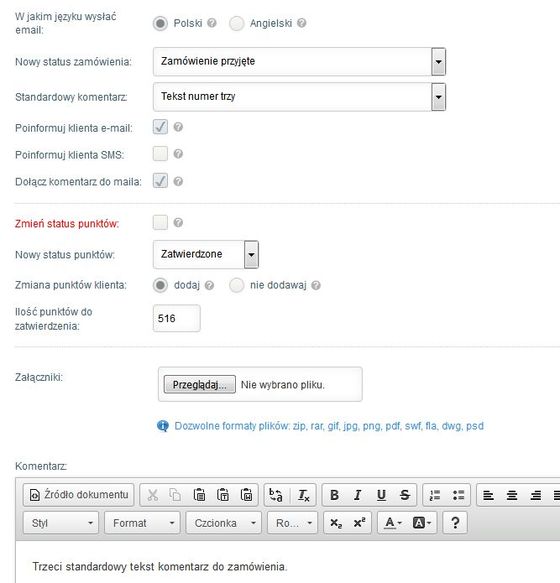 W jakim języku wysłać
email:
Polski ? Angielski ?
Nowy status zamówienia: Zamówienie przyjęte
Standardowy komentarz: Tekst numer trzy
Poinformuj klienta e-mail: ?
Poinformuj klienta SMS: ?
Dołącz komentarz do maila: ?
Zmień status punktów: ?
Nowy status punktów: Zatwierdzone
Zmiana punktów klienta: dodaj ? nie dodawaj ?
Ilość punktów do
zatwierdzenia:
516
Załączniki: Przeglądaj... Nie wybrano pliku.
Dozwolne formaty plików: zip, rar, gif, jpg, png, pdf, swf, fla, dwg, psd
Komentarz:
Źródło dokumentu B I U S
Styl Format Czcionka Ro... x₂ x² A A ?
Trzeci standardowy tekst komentarz do zamówienia.